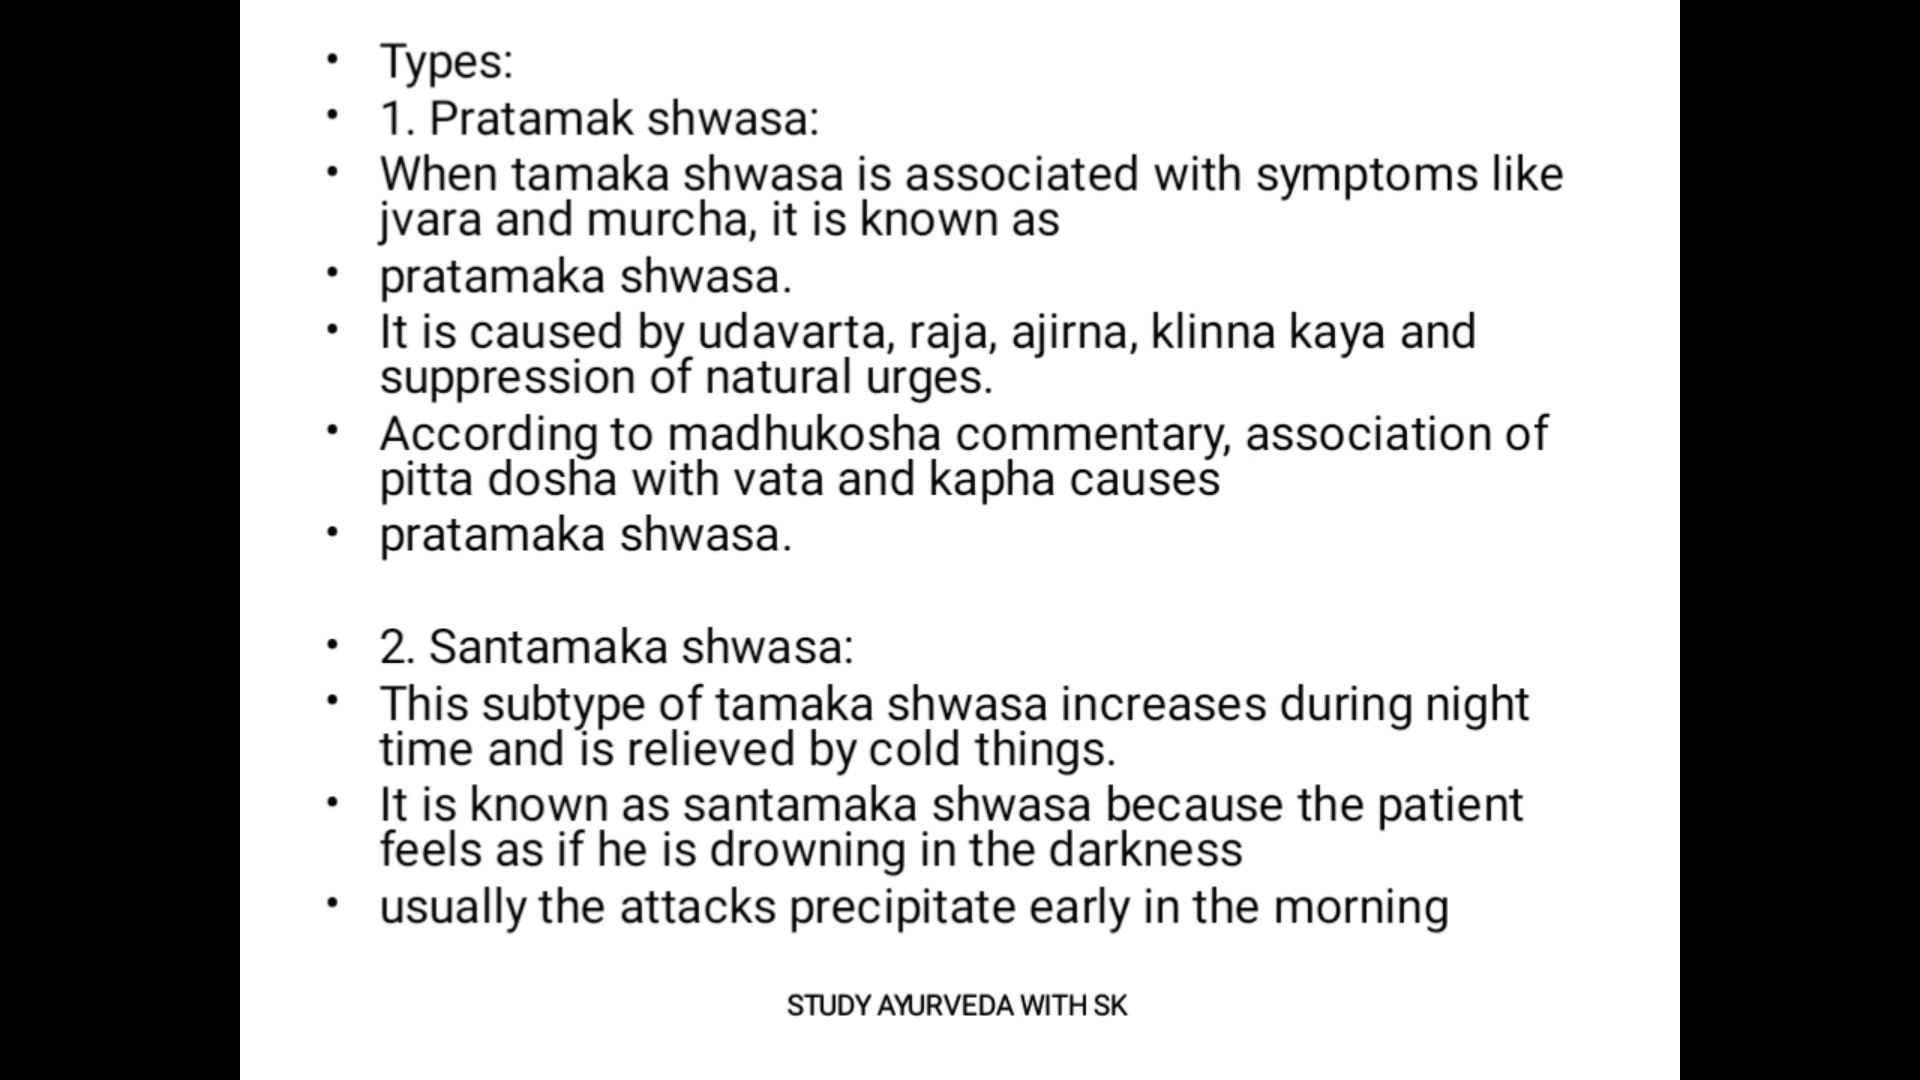 • Types:
• 1. Pratamak shwasa:
• When tamaka shwasa is associated with symptoms like
jvara and murcha, it is known as
• pratamaka shwasa.
• It is caused by udavarta, raja, ajirna, klinna kaya and
suppression of natural urges.
• According to madhukosha commentary, association of
pitta dosha with vata and kapha causes
• pratamaka shwasa.
• 2. Santamaka shwasa:
• This subtype of tamaka shwasa increases during night
time and is relieved by cold things.
• It is known as santamaka shwasa because the patient
feels as if he is drowning in the darkness
• usually the attacks precipitate early in the morning
STUDY AYURVEDA WITH SK